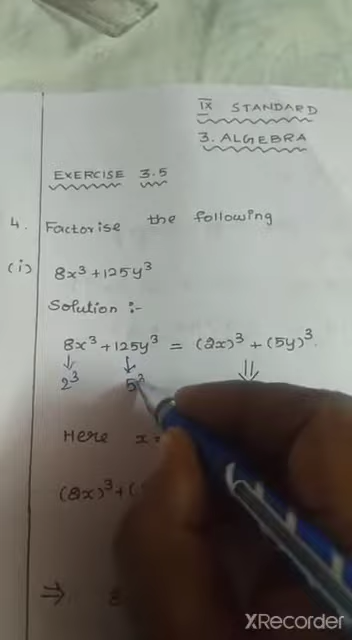 IX STANDARD
3. ALGEBRA
EXERCISE 3.5
4. Factorise the following
(i) 8x³+125y³
Solution :-
8x³+125y³ = (2x)³ + (5y)³.
2³ 5³
Here x =
⇒
XRecorder